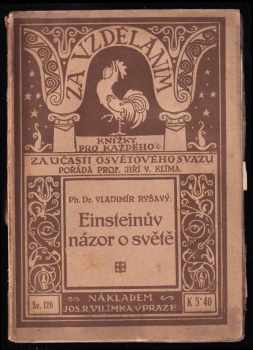 ZA VZDĚLÁNÍM
KNÍŽKY
PRO KAŽDÉHO
ZA ÚČASTI OSVĚTOVÉHO SVAZU
POŘÁDÁ PROF. JIŘÍ V. KLÍMA.
Ph. Dr. VLADIMÍR RYŠAVÝ:
Einsteinův
názor o světě
Sv. 126
NÁKLADEM
JOS. R. VILÍMKA V PRAZE
K 5·40